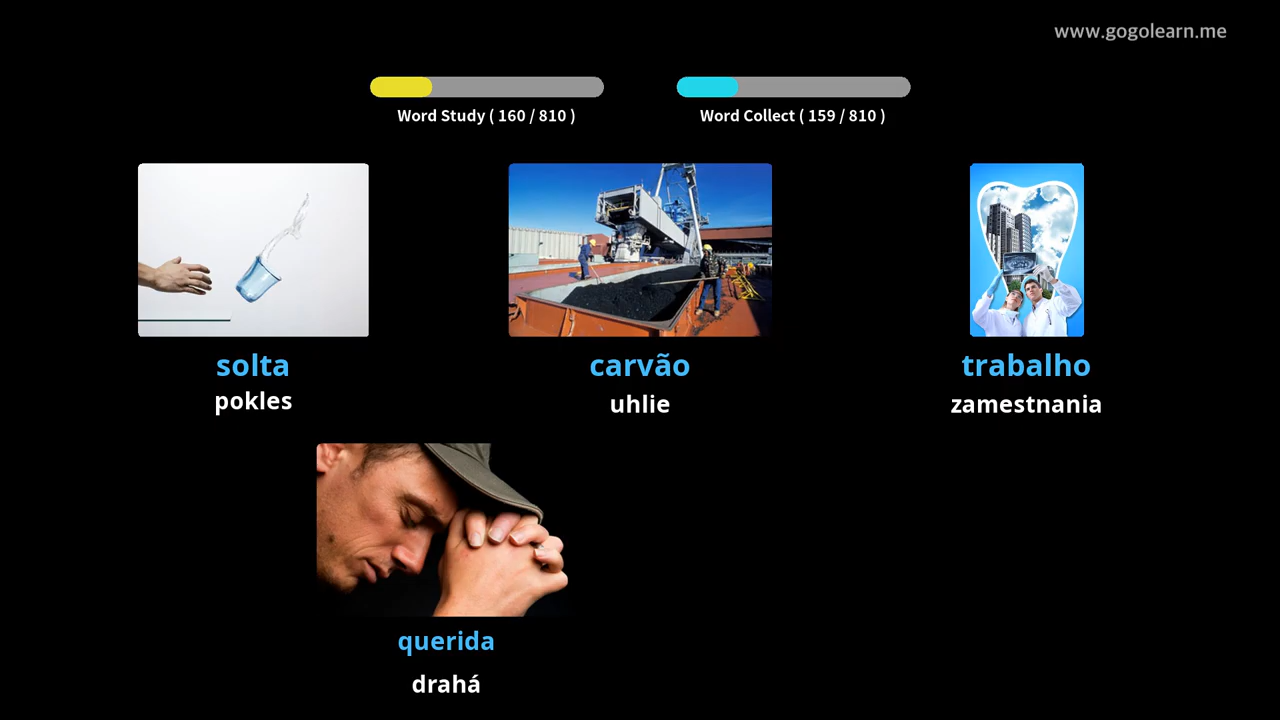 www.gogolearn.me
Word Study ( 160 / 810 )
Word Collect ( 159 / 810 )
solta
pokles
carvão
uhlie
trabalho
zamestnania
querida
drahá